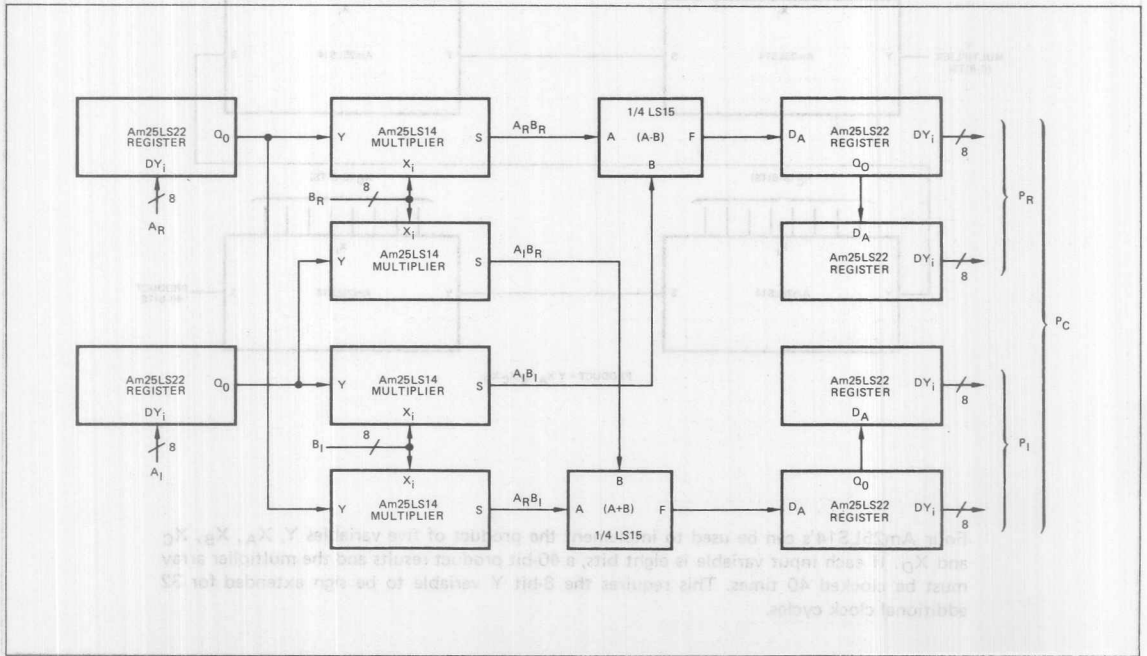 Am25LS22
REGISTER
Q0
DYi
8
AR
Y
Am25LS14
MULTIPLIER
S
Xi
ARBR
1/4 LS15
A
(A-B)
F
B
DA
Am25LS22
REGISTER
DYi
Q0
8
BR
8
Xi
Y
Am25LS14
MULTIPLIER
S
AIBR
DA
Am25LS22
REGISTER
DYi
8
PR
PC
Am25LS22
REGISTER
Q0
DYi
8
AI
Y
Am25LS14
MULTIPLIER
S
Xi
AIBI
Am25LS22
REGISTER
DYi
DA
8
BI
8
Xi
Y
Am25LS14
MULTIPLIER
S
ARBI
B
A
(A+B)
F
1/4 LS15
Q0
DA
Am25LS22
REGISTER
DYi
8
PI
Four Am25LS14's can be used to implement the product of five variables Y, XA, XB, XC
and XD. If each input variable is eight bits, a 40-bit product results and the multiplier array
must be clocked 40 times. This requires the 8-bit Y variable to be sign extended for 32
additional clock cycles.